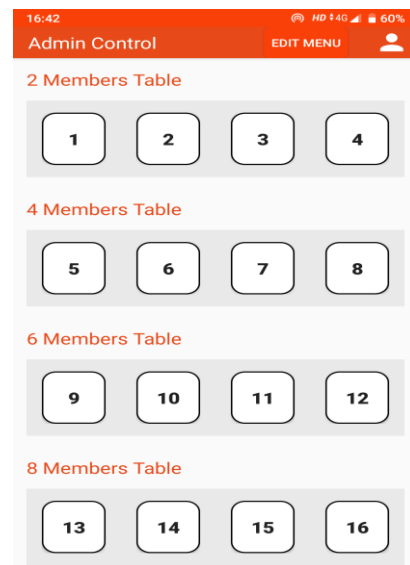 16:42 HD 4G 60%
Admin Control EDIT MENU
2 Members Table
1 2 3 4
4 Members Table
5 6 7 8
6 Members Table
9 10 11 12
8 Members Table
13 14 15 16